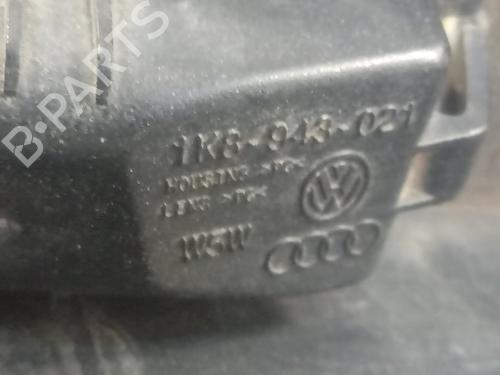 B-PARTS
1K8-943-021
HOUSING >PC<
LENS >PC<
W5W